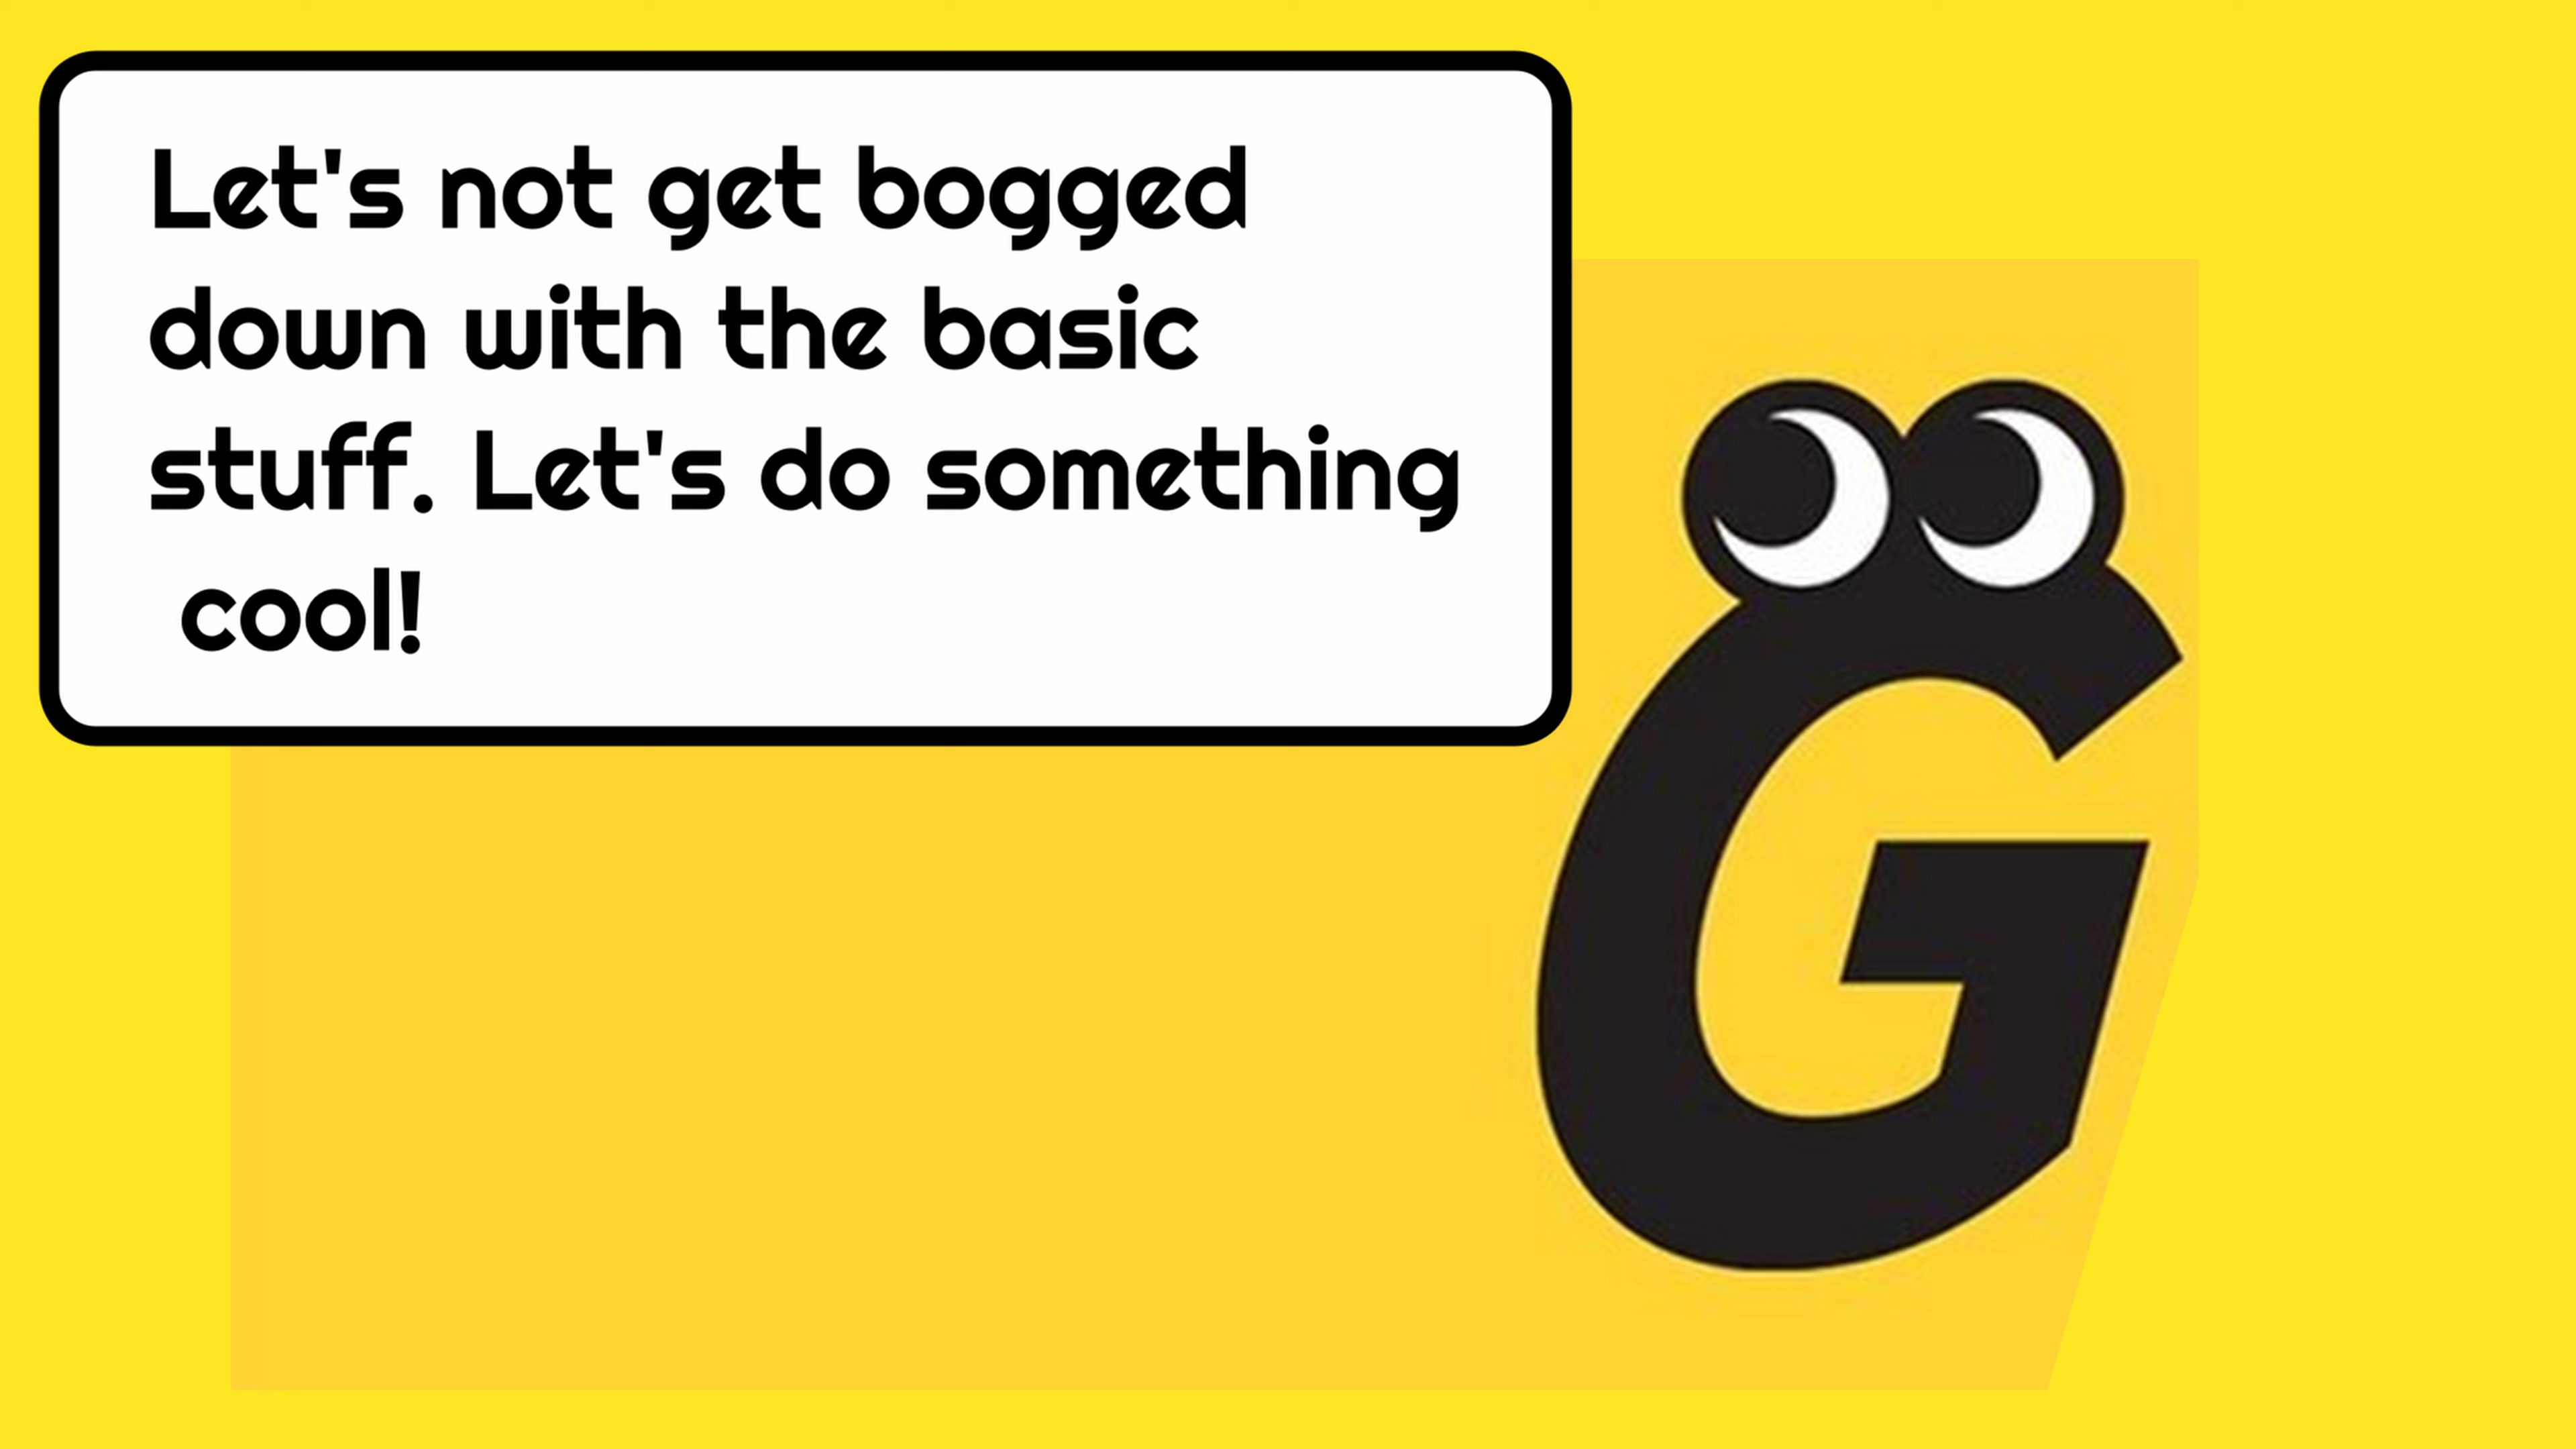 Let's not get bogged
down with the basic
stuff. Let's do something
cool!
G